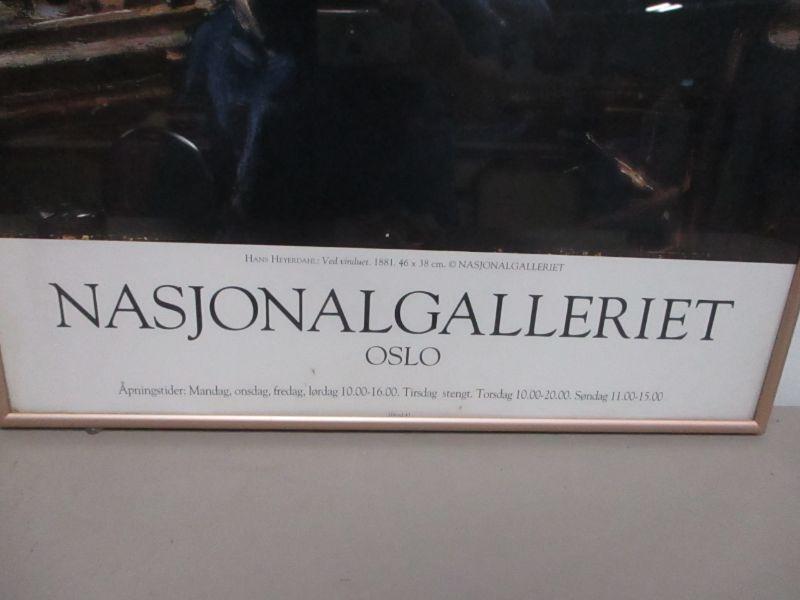 HANS HEYERDAHL: Ved vinduet. 1881. 46 x 38 cm. © NASJONALGALLERIET
NASJONALGALLERIET
OSLO
Åpningstider: Mandag, onsdag, fredag, lørdag 10.00-16.00. Tirsdag stengt. Torsdag 10.00-20.00. Søndag 11.00-15.00